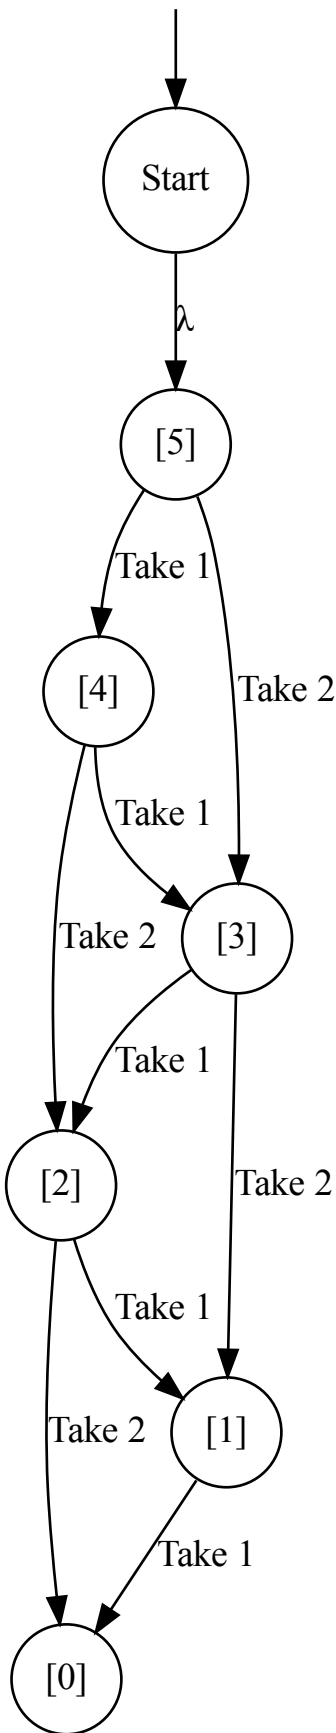 Start
λ
[5]
Take 1
[4]
Take 2
Take 1
[3]
Take 2
Take 1
[2]
Take 2
Take 1
[1]
Take 2
Take 1
[0]